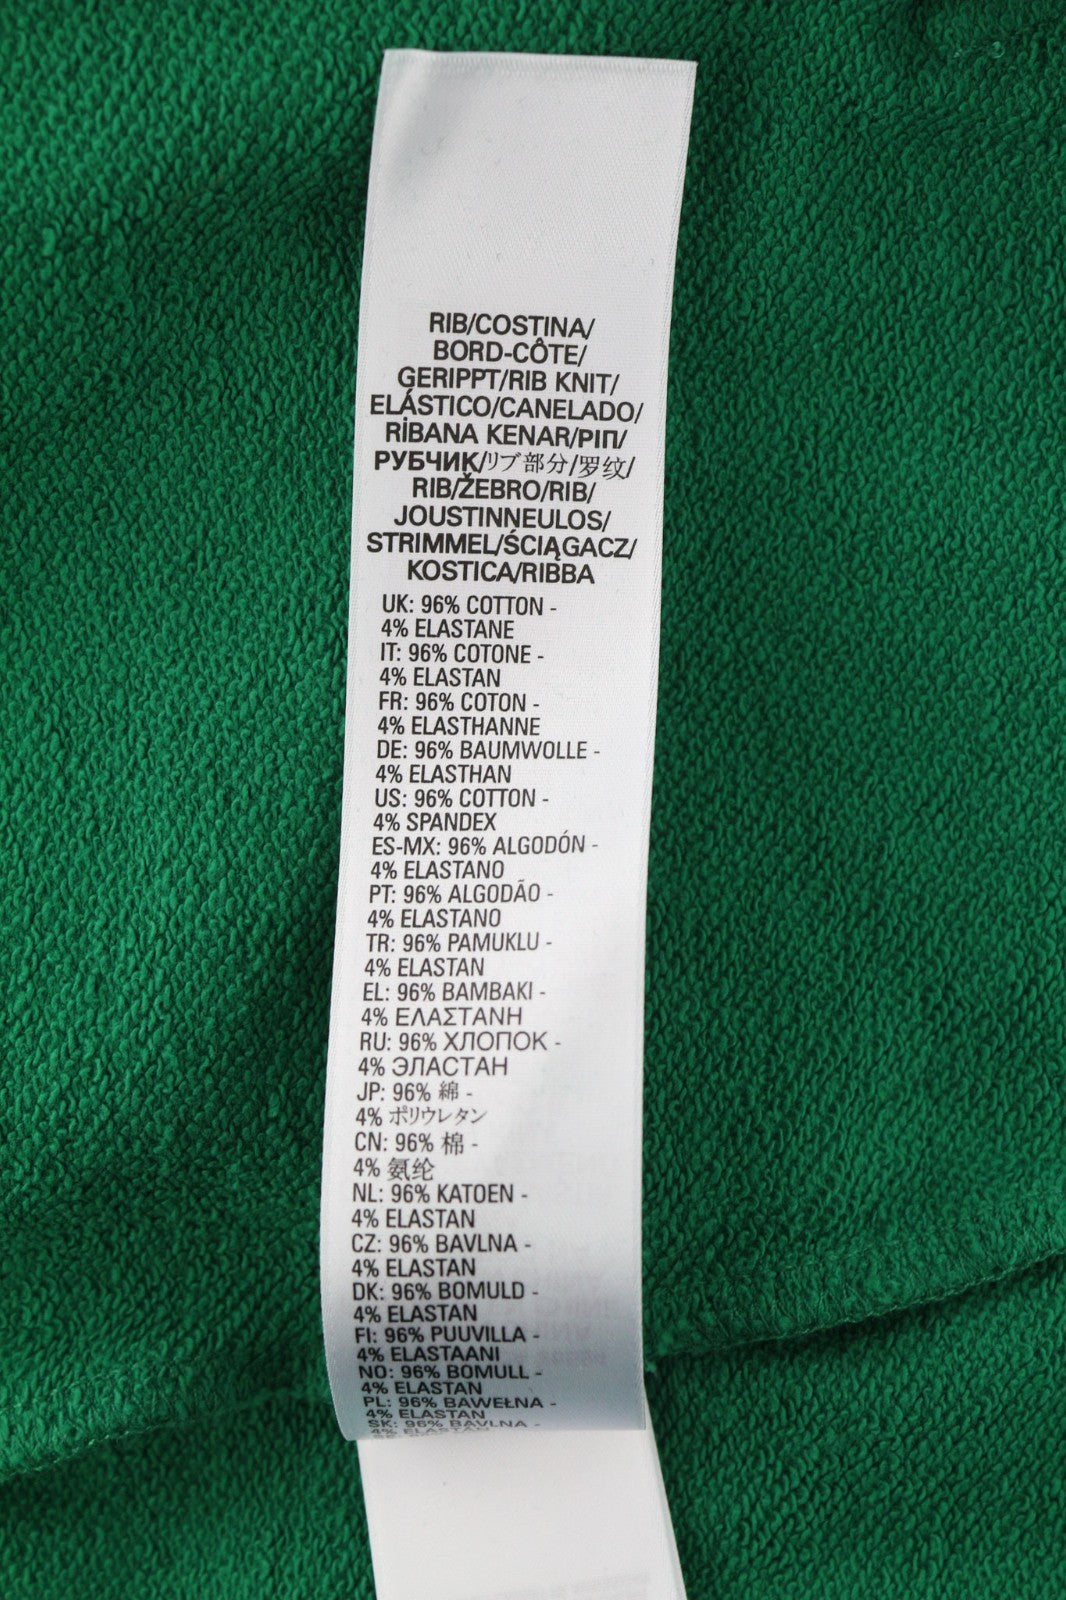 RIB/COSTINA/
BORD-CÔTE/
GERIPPT/RIB KNIT/
ELÁSTICO/CANELADO/
RİBANA KENAR/ΡΙΠ/
РУБЧИК/リブ部分/罗纹/
RIB/ŽEBRO/RIB/
JOUSTINNEULOS/
STRIMMEL/ŚCIĄGACZ/
KOSTICA/RIBBA
UK: 96% COTTON -
4% ELASTANE
IT: 96% COTONE -
4% ELASTAN
FR: 96% COTON -
4% ELASTHANNE
DE: 96% BAUMWOLLE -
4% ELASTHAN
US: 96% COTTON -
4% SPANDEX
ES-MX: 96% ALGODÓN -
4% ELASTANO
PT: 96% ALGODÃO -
4% ELASTANO
TR: 96% PAMUKLU -
4% ELASTAN
EL: 96% ΒΑΜΒΑΚΙ -
4% ΕΛΑΣΤΑΝΗ
RU: 96% ХЛОПОК -
4% ЭЛАСТАН
JP: 96% 綿 -
4% ポリウレタン
CN: 96% 棉 -
4% 氨纶
NL: 96% KATOEN -
4% ELASTAN
CZ: 96% BAVLNA -
4% ELASTAN
DK: 96% BOMULD -
4% ELASTAN
FI: 96% PUUVILLA -
4% ELASTAANI
NO: 96% BOMULL -
4% ELASTAN
PL: 96% BAWEŁNA -
4% ELASTAN
SK: 96% BAVLNA -
4% ELASTAN